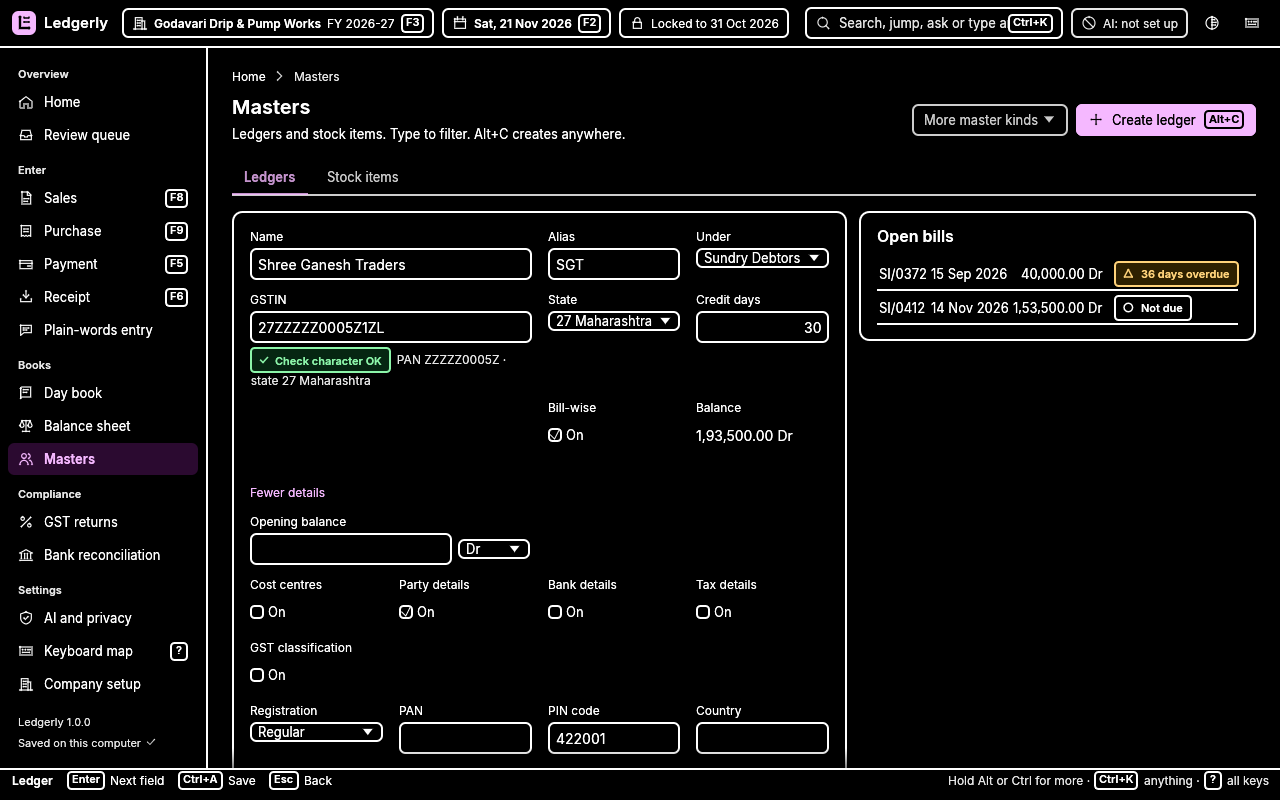 Ledgerly
Godavari Drip & Pump Works FY 2026-27 F3
Sat, 21 Nov 2026 F2
Locked to 31 Oct 2026
Search, jump, ask or type a Ctrl+K
AI: not set up
Overview
Home
Review queue
Enter
Sales F8
Purchase F9
Payment F5
Receipt F6
Plain-words entry
Books
Day book
Balance sheet
Masters
Compliance
GST returns
Bank reconciliation
Settings
AI and privacy
Keyboard map ?
Company setup
Ledgerly 1.0.0
Saved on this computer
Home Masters
Masters
Ledgers and stock items. Type to filter. Alt+C creates anywhere.
More master kinds
Create ledger Alt+C
Ledgers Stock items
Name Alias Under
Shree Ganesh Traders SGT Sundry Debtors
GSTIN State Credit days
27ZZZZZ0005Z1ZL 27 Maharashtra 30
Check character OK PAN ZZZZZ0005Z ·
state 27 Maharashtra
Bill-wise Balance
On 1,93,500.00 Dr
Fewer details
Opening balance
Dr
Cost centres Party details Bank details Tax details
On On On On
GST classification
On
Registration PAN PIN code Country
Regular 422001
Open bills
SI/0372 15 Sep 2026 40,000.00 Dr 36 days overdue
SI/0412 14 Nov 2026 1,53,500.00 Dr Not due
Ledger Enter Next field Ctrl+A Save Esc Back
Hold Alt or Ctrl for more · Ctrl+K anything · ? all keys